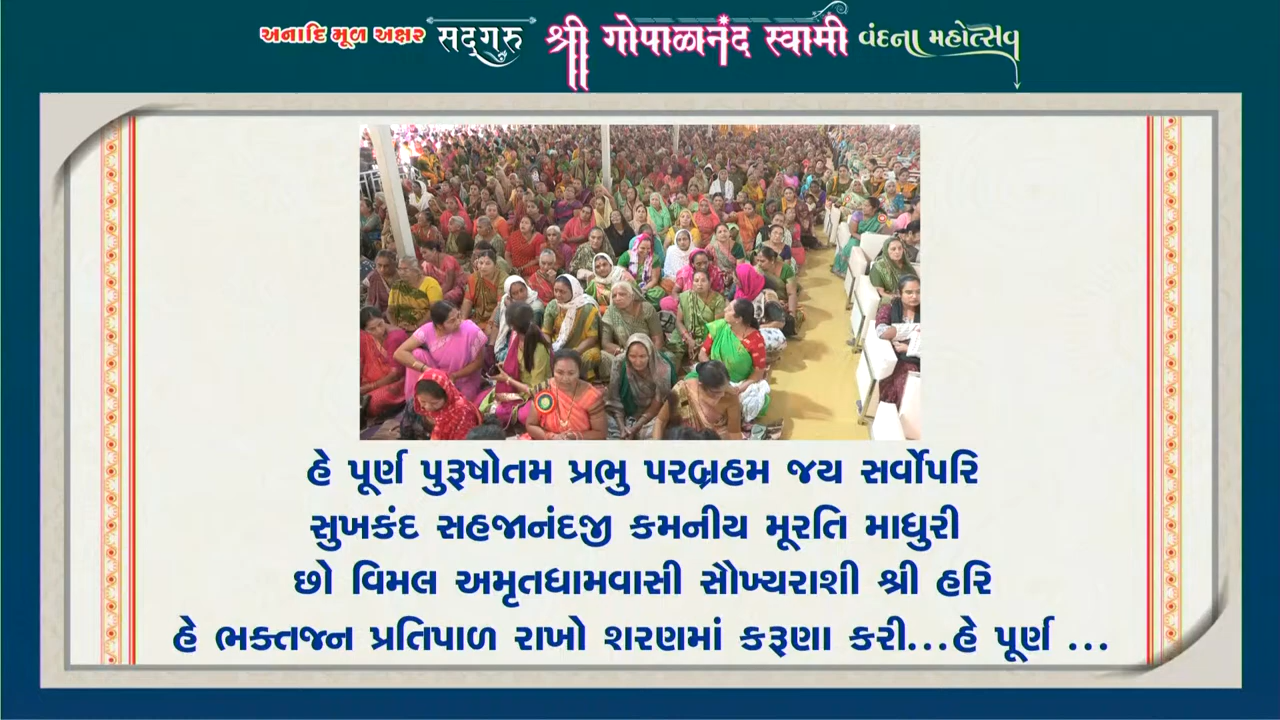 અનાદિ મૂળ અક્ષર સદ્‌ગુરુ શ્રી ગોપાળાનંદ સ્વામી વંદના મહોત્સવ
હે પૂર્ણ પુરૂષોતમ પ્રભુ પરબ્રહમ જય સર્વોપરિ
સુખકંદ સહજાનંદજી કમનીય મૂરતિ માધુરી
છો વિમલ અમૃતધામવાસી સૌખ્યરાશી શ્રી હરિ
હે ભક્તજન પ્રતિપાળ રાખો શરણમાં કરૂણા કરી...હે પૂર્ણ ...